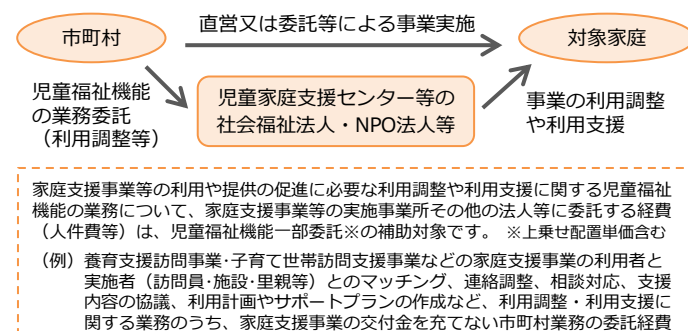 市町村
直営又は委託等による事業実施
対象家庭
児童福祉機能
の業務委託
（利用調整等）
児童家庭支援センター等の
社会福祉法人・NPO法人等
事業の利用調整
や利用支援
家庭支援事業等の利用や提供の促進に必要な利用調整や利用支援に関する児童福祉
機能の業務について、家庭支援事業等の実施事業所その他の法人等に委託する経費
（人件費等）は、児童福祉機能一部委託※の補助対象です。 ※上乗せ配置単価含む
（例）養育支援訪問事業･子育て世帯訪問支援事業などの家庭支援事業の利用者と
実施者（訪問員･施設･里親等）とのマッチング、連絡調整、相談対応、支援
内容の協議、利用計画やサポートプランの作成など、利用調整・利用支援に
関する業務のうち、家庭支援事業の交付金を充てない市町村業務の委託経費